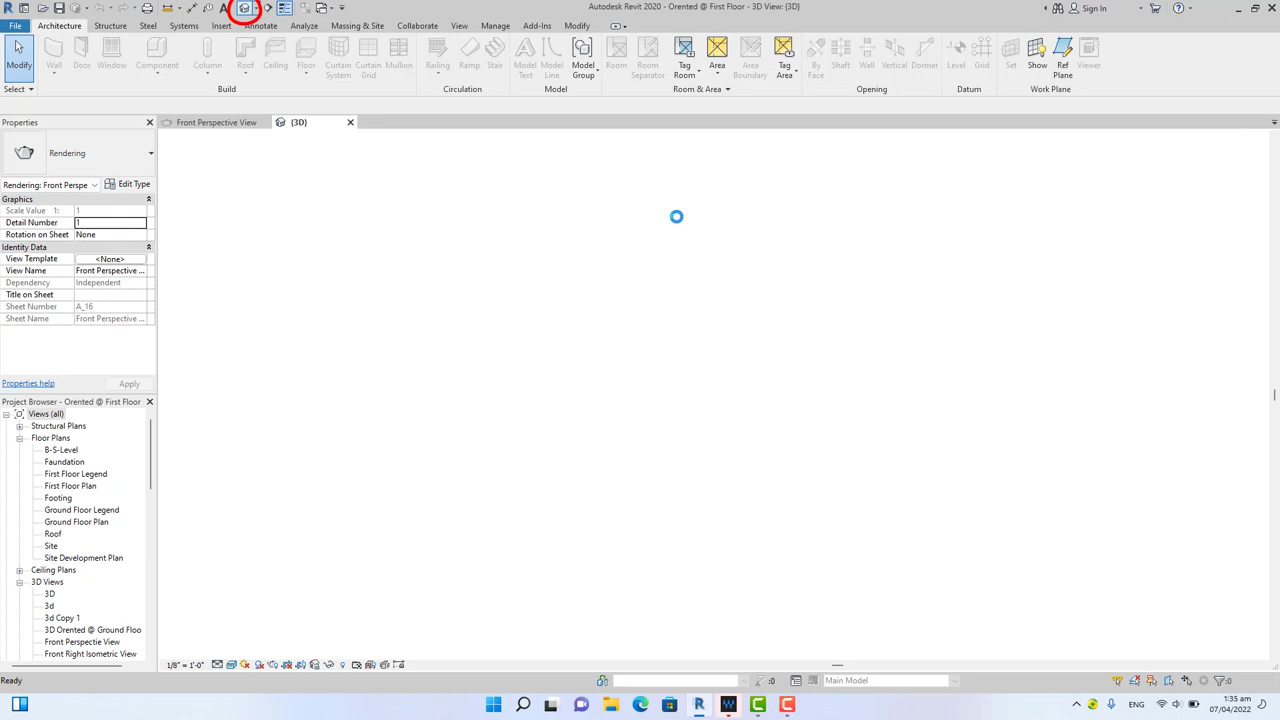 Autodesk Revit 2020 - Orented @ First Floor - 3D View: {3D}
Sign In
File Architecture Structure Steel Systems Insert Annotate Analyze Massing & Site Collaborate View Manage Add-Ins Modify
Modify Wall Door Window Component Column Roof Ceiling Floor Curtain System Curtain Grid Mullion Railing Ramp Stair Model Text Model Line Model Group Room Room Separator Tag Room Area Area Boundary Tag Area By Face Shaft Wall Vertical Dormer Level Grid Set Show Ref Plane Viewer
Select Build Circulation Model Room & Area Opening Datum Work Plane
Properties
Front Perspective View
{3D}
Rendering
Rendering: Front Perspe
Edit Type
Graphics
Scale Value 1: 1
Detail Number 1
Rotation on Sheet None
Identity Data
View Template <None>
View Name Front Perspective ...
Dependency Independent
Title on Sheet
Sheet Number A_16
Sheet Name Front Perspective ...
Properties help
Apply
Project Browser - Orented @ First Floor
Views (all)
Structural Plans
Floor Plans
B-S-Level
Faundation
First Floor Legend
First Floor Plan
Footing
Ground Floor Legend
Ground Floor Plan
Roof
Site
Site Development Plan
Ceiling Plans
3D Views
3D
3d
3d Copy 1
3D Orented @ Ground Floo
Front Perspectie View
Front Right Isometric View
1/8" = 1'-0"
Ready
:0
Main Model
:0
ENG
1:35 am
07/04/2022